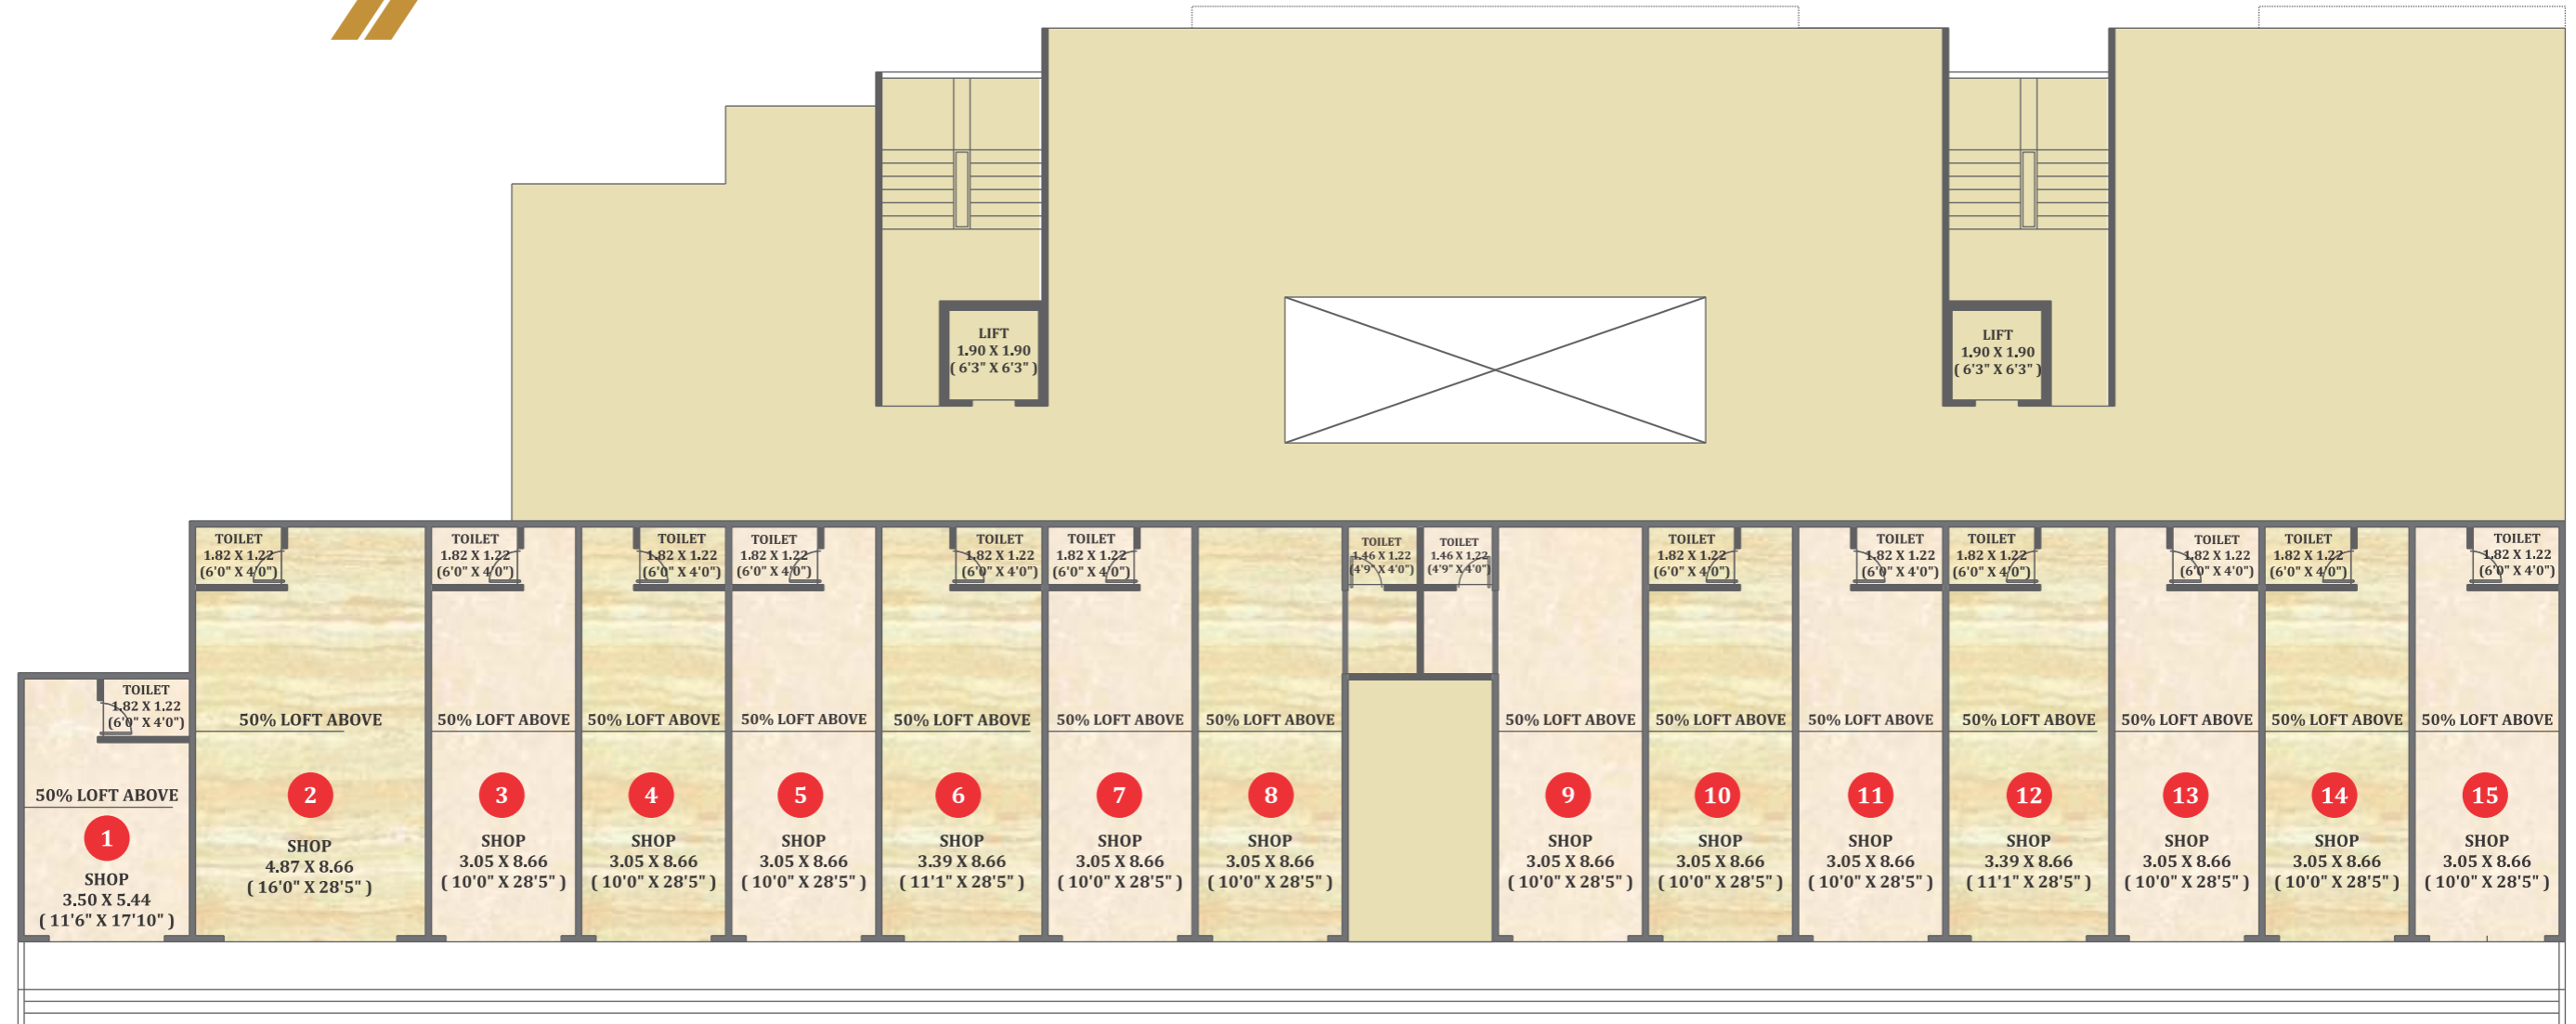 LIFT
1.90 X 1.90
( 6'3" X 6'3" )
LIFT
1.90 X 1.90
( 6'3" X 6'3" )
TOILET
1.82 X 1.22
(6'0" X 4'0")
TOILET
1.82 X 1.22
(6'0" X 4'0")
TOILET
1.82 X 1.22
(6'0" X 4'0")
TOILET
1.82 X 1.22
(6'0" X 4'0")
TOILET
1.82 X 1.22
(6'0" X 4'0")
TOILET
1.82 X 1.22
(6'0" X 4'0")
TOILET
1.46 X 1.22
(4'9" X 4'0")
TOILET
1.46 X 1.22
(4'9" X 4'0")
TOILET
1.82 X 1.22
(6'0" X 4'0")
TOILET
1.82 X 1.22
(6'0" X 4'0")
TOILET
1.82 X 1.22
(6'0" X 4'0")
TOILET
1.82 X 1.22
(6'0" X 4'0")
TOILET
1.82 X 1.22
(6'0" X 4'0")
TOILET
1.82 X 1.22
(6'0" X 4'0")
TOILET
1.82 X 1.22
(6'0" X 4'0")
50% LOFT ABOVE
1
SHOP
3.50 X 5.44
( 11'6" X 17'10" )
50% LOFT ABOVE
2
SHOP
4.87 X 8.66
( 16'0" X 28'5" )
50% LOFT ABOVE
3
SHOP
3.05 X 8.66
( 10'0" X 28'5" )
50% LOFT ABOVE
4
SHOP
3.05 X 8.66
( 10'0" X 28'5" )
50% LOFT ABOVE
5
SHOP
3.05 X 8.66
( 10'0" X 28'5" )
50% LOFT ABOVE
6
SHOP
3.39 X 8.66
( 11'1" X 28'5" )
50% LOFT ABOVE
7
SHOP
3.05 X 8.66
( 10'0" X 28'5" )
50% LOFT ABOVE
8
SHOP
3.05 X 8.66
( 10'0" X 28'5" )
50% LOFT ABOVE
9
SHOP
3.05 X 8.66
( 10'0" X 28'5" )
50% LOFT ABOVE
10
SHOP
3.05 X 8.66
( 10'0" X 28'5" )
50% LOFT ABOVE
11
SHOP
3.05 X 8.66
( 10'0" X 28'5" )
50% LOFT ABOVE
12
SHOP
3.39 X 8.66
( 11'1" X 28'5" )
50% LOFT ABOVE
13
SHOP
3.05 X 8.66
( 10'0" X 28'5" )
50% LOFT ABOVE
14
SHOP
3.05 X 8.66
( 10'0" X 28'5" )
50% LOFT ABOVE
15
SHOP
3.05 X 8.66
( 10'0" X 28'5" )